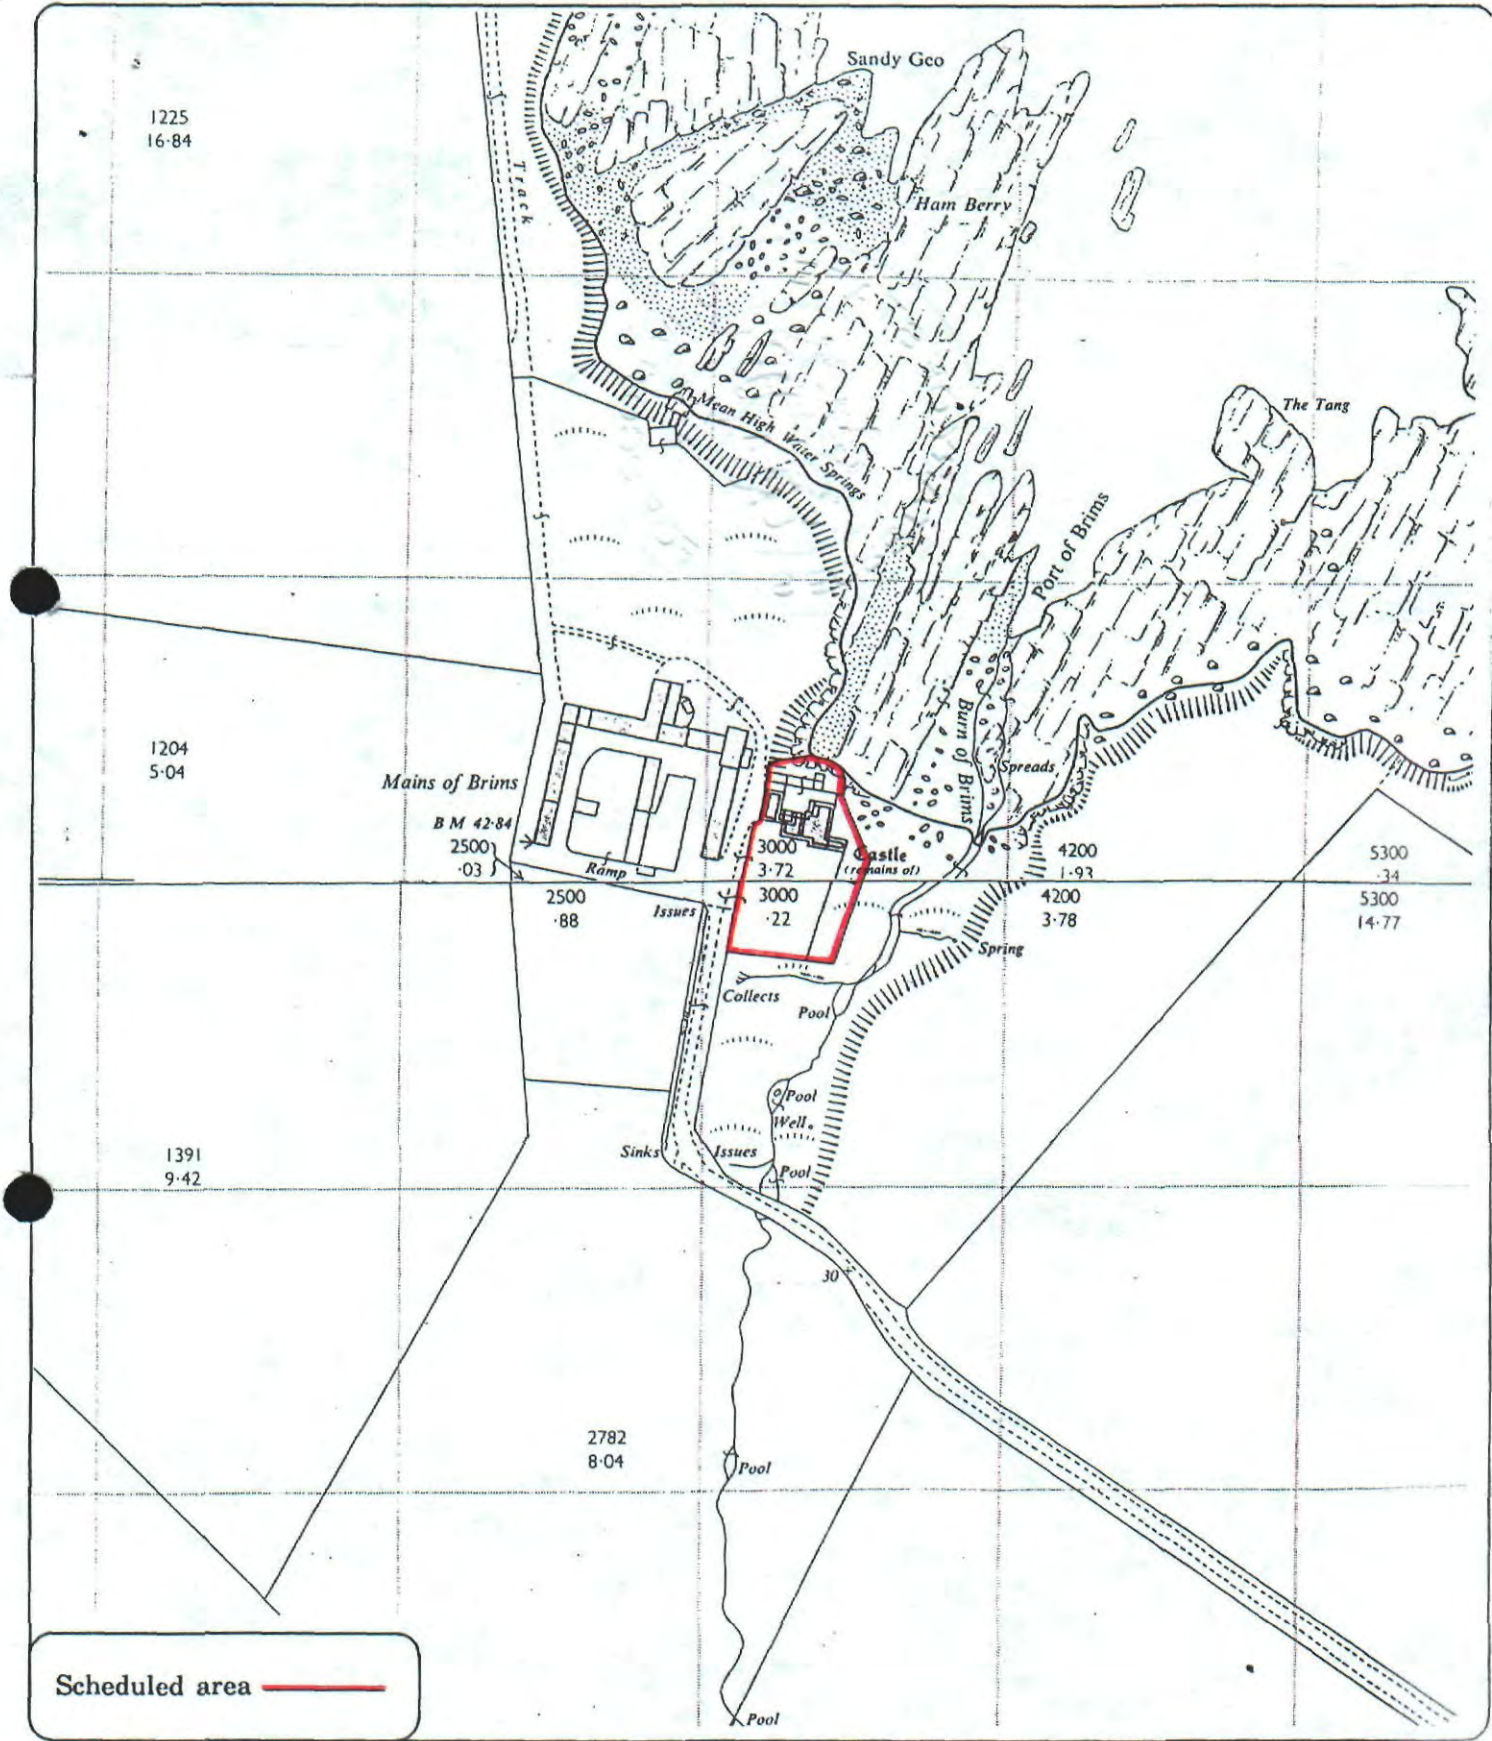 Sandy Geo
1225
16·84
Track
Ham Berry
The Tang
Mean High Water Springs
Port of Brims
1204
5·04
Mains of Brims
Burn of Brims
Spreads
B M 42·84
2500
·03
Ramp
3000
3·72
Castle
(remains of)
4200
1·93
5300
·34
2500
·88
Issues
3000
·22
4200
3·78
5300
14·77
Spring
Collects
Pool
Pool
Well
1391
9·42
Sinks
Issues
Pool
30
2782
8·04
Pool
Scheduled area
Pool